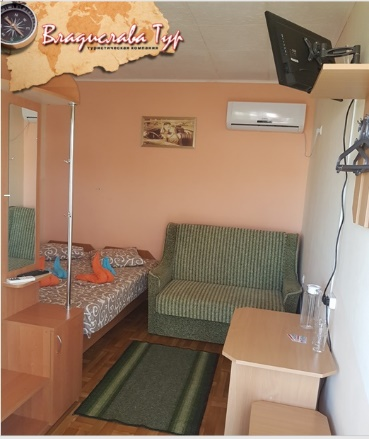 Владислава Тур
туристическая компания